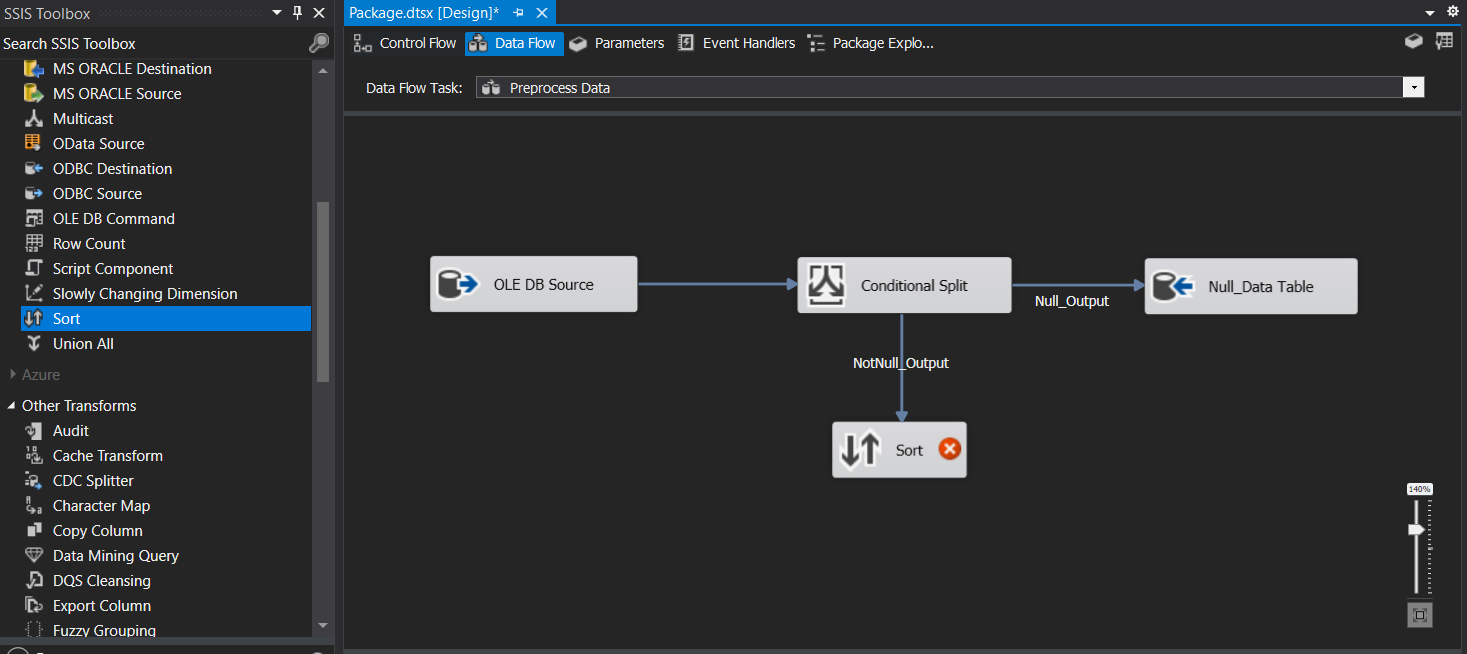 SSIS Toolbox
Search SSIS Toolbox
MS ORACLE Destination
MS ORACLE Source
Multicast
OData Source
ODBC Destination
ODBC Source
OLE DB Command
Row Count
Script Component
Slowly Changing Dimension
Sort
Union All
Azure
Other Transforms
Audit
Cache Transform
CDC Splitter
Character Map
Copy Column
Data Mining Query
DQS Cleansing
Export Column
Fuzzy Grouping
Package.dtsx [Design]*
Control Flow
Data Flow
Parameters
Event Handlers
Package Explo...
Data Flow Task:
Preprocess Data
OLE DB Source
Conditional Split
Null_Output
Null_Data Table
NotNull_Output
Sort
140%